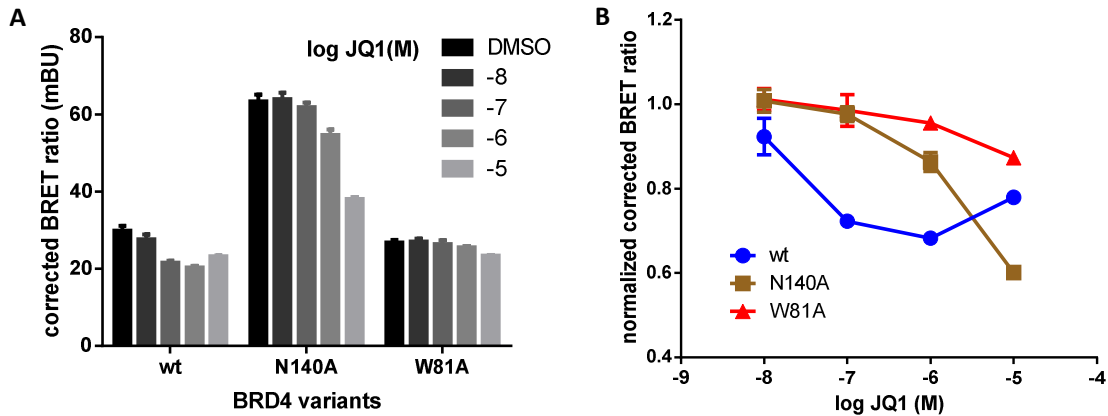 A
corrected BRET ratio (mBU)
80
60
40
20
0
log JQ1(M)
DMSO
-8
-7
-6
-5
wt
N140A
W81A
BRD4 variants
B
normalized corrected BRET ratio
1.2
1.0
0.8
0.6
0.4
wt
N140A
W81A
-9
-8
-7
-6
-5
-4
log JQ1 (M)